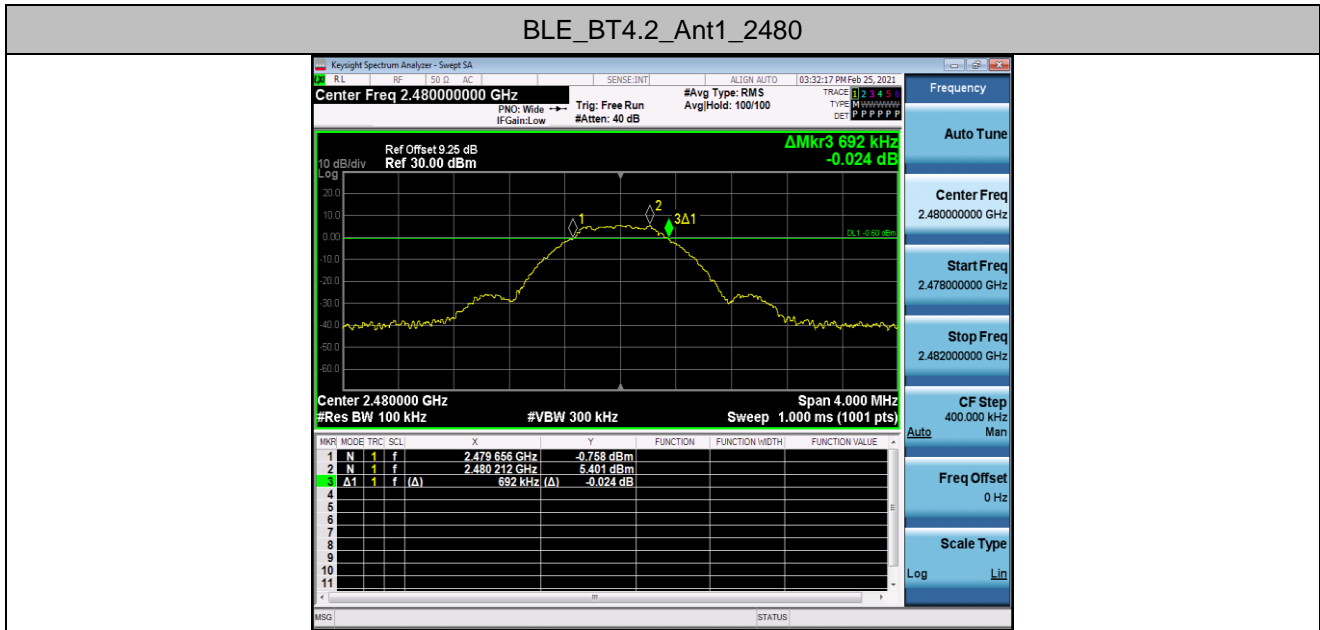 BLE_BT4.2_Ant1_2480
Keysight Spectrum Analyzer - Swept SA
RL RF 50 Ω AC SENSE:INT ALIGN AUTO 03:32:17 PM Feb 25, 2021
Center Freq 2.480000000 GHz
PNO: Wide
IFGain:Low
Trig: Free Run
#Atten: 40 dB
#Avg Type: RMS
Avg|Hold: 100/100
TRACE 1 2 3 4 5 6
TYPE M WWWWW
DET P P P P P P
ΔMkr3 692 kHz
-0.024 dB
Ref Offset 9.25 dB
10 dB/div Ref 30.00 dBm
Log
20.0
10.0
0.00
-10.0
-20.0
-30.0
-40.0
-50.0
-60.0
1
2
3Δ1
DL1 -0.60 dBm
Center 2.480000 GHz Span 4.000 MHz
#Res BW 100 kHz #VBW 300 kHz Sweep 1.000 ms (1001 pts)
MKR MODE TRC SCL X Y FUNCTION FUNCTION WIDTH FUNCTION VALUE
1 N 1 f 2.479 656 GHz -0.758 dBm
2 N 1 f 2.480 212 GHz 5.401 dBm
3 Δ1 1 f (Δ) 692 kHz (Δ) -0.024 dB
4
5
6
7
8
9
10
11
MSG STATUS
Frequency
Auto Tune
Center Freq
2.480000000 GHz
Start Freq
2.478000000 GHz
Stop Freq
2.482000000 GHz
CF Step
400.000 kHz
Auto Man
Freq Offset
0 Hz
Scale Type
Log Lin